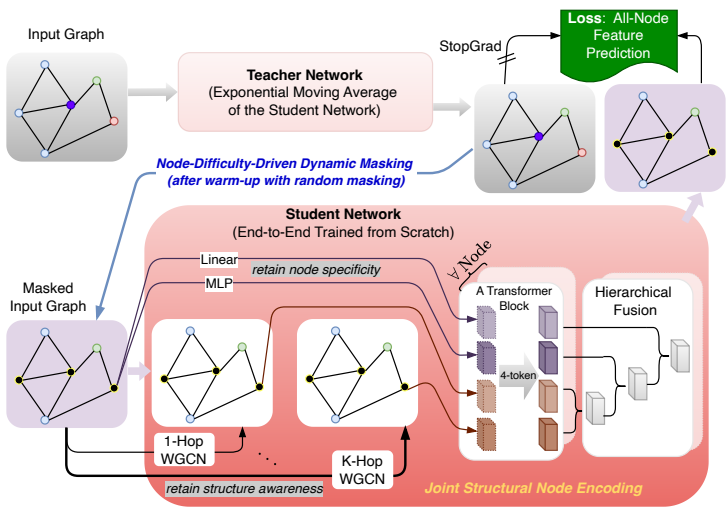 Input Graph
Teacher Network
(Exponential Moving Average
of the Student Network)
StopGrad
Loss: All-Node
Feature
Prediction
Node-Difficulty-Driven Dynamic Masking
(after warm-up with random masking)
Student Network
(End-to-End Trained from Scratch)
Masked
Input Graph
Linear
retain node specificity
MLP
∀ Node
A Transformer
Block
4-token
Hierarchical
Fusion
1-Hop
WGCN
...
K-Hop
WGCN
retain structure awareness
Joint Structural Node Encoding